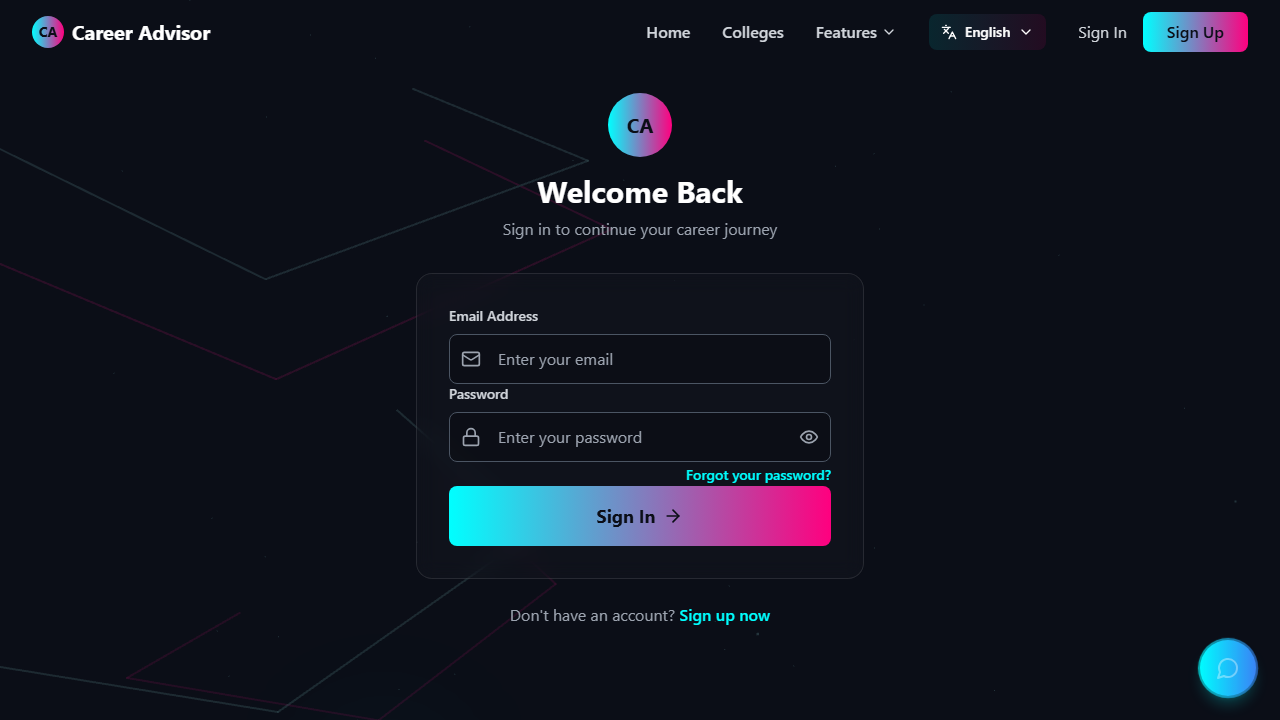 CA Career Advisor Home Colleges Features English Sign In Sign Up
CA
Welcome Back
Sign in to continue your career journey
Email Address
Enter your email
Password
Enter your password
Forgot your password?
Sign In
Don't have an account? Sign up now